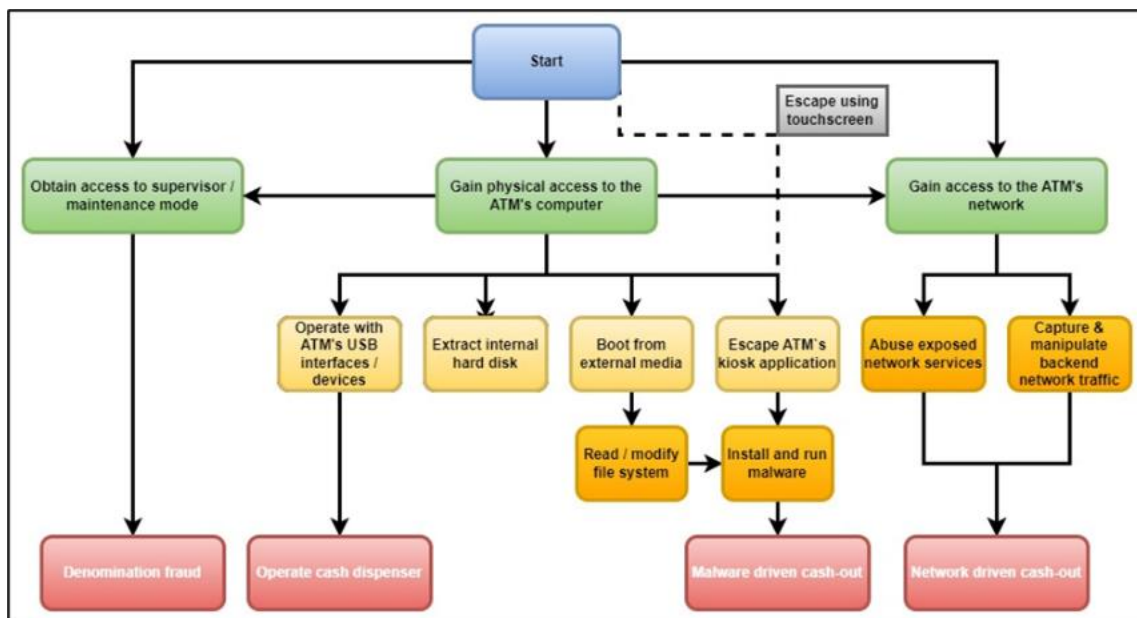 Start
Escape using
touchscreen
Obtain access to supervisor /
maintenance mode
Gain physical access to the
ATM's computer
Gain access to the ATM's
network
Operate with
ATM's USB
interfaces /
devices
Extract internal
hard disk
Boot from
external media
Escape ATM`s
kiosk application
Abuse exposed
network services
Capture &
manipulate
backend
network traffic
Read / modify
file system
Install and run
malware
Denomination fraud
Operate cash dispenser
Malware driven cash-out
Network driven cash-out